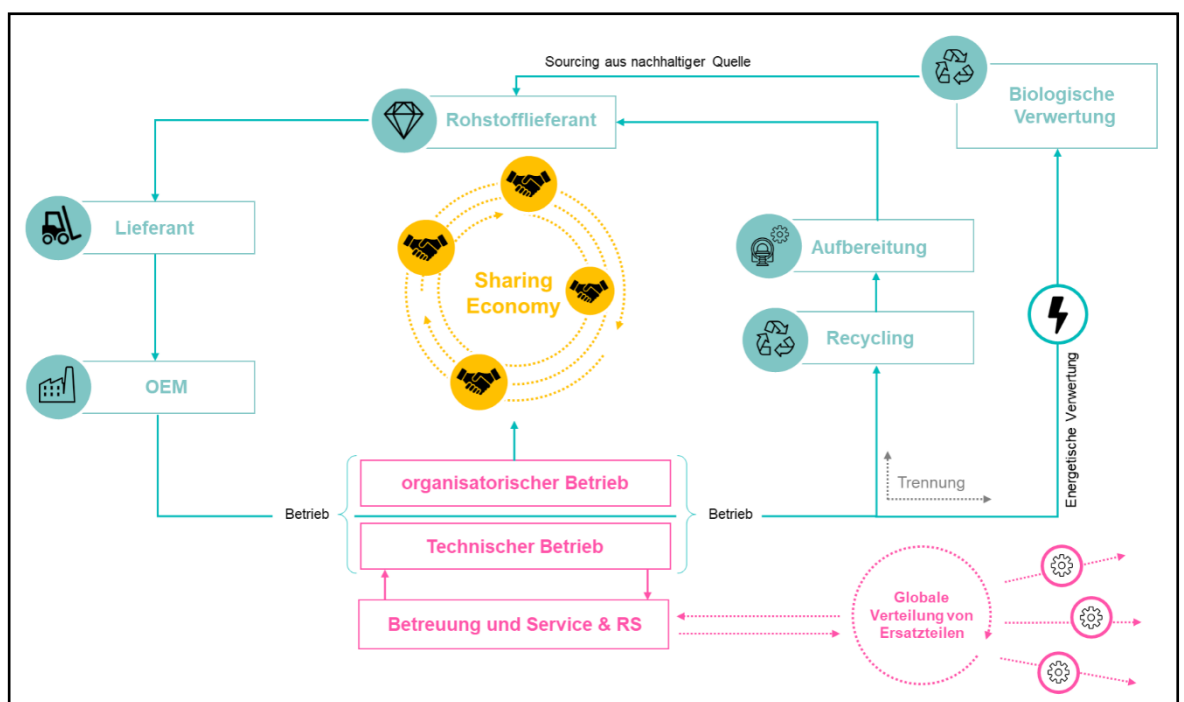 Sourcing aus nachhaltiger Quelle
Biologische
Verwertung
Rohstofflieferant
Lieferant
Aufbereitung
Sharing
Economy
Recycling
OEM
Energetische Verwertung
organisatorischer Betrieb
Trennung
Betrieb
Betrieb
Technischer Betrieb
Betreuung und Service & RS
Globale
Verteilung von
Ersatzteilen